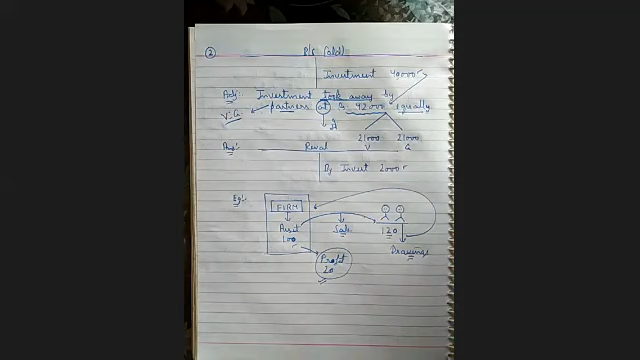 ② B/S (old)
Investment 40000
Adj:- Investment took away by
V.G partners at ₹ 42000 equally
21000 21000
V G
Ans:- Reval
By Invest 2000
Eg:-
FIRM
Asset Sale 120
100
Drawings
Profit
20